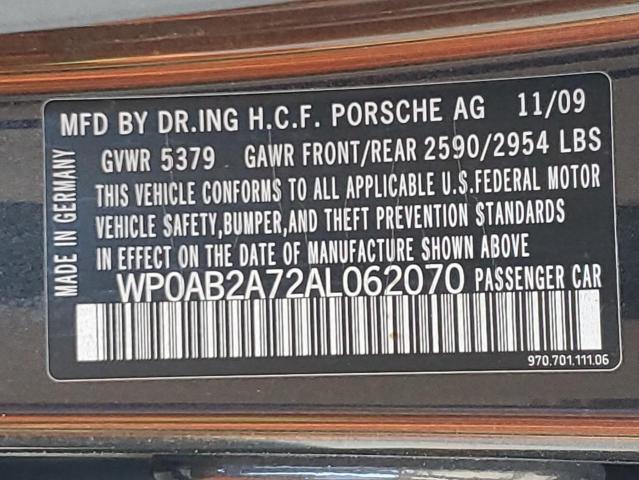 MFD BY DR.ING H.C.F. PORSCHE AG 11/09
GVWR 5379 GAWR FRONT/REAR 2590/2954 LBS
THIS VEHICLE CONFORMS TO ALL APPLICABLE U.S.FEDERAL MOTOR
VEHICLE SAFETY,BUMPER,AND THEFT PREVENTION STANDARDS
IN EFFECT ON THE DATE OF MANUFACTURE SHOWN ABOVE
WP0AB2A72AL062070 PASSENGER CAR
MADE IN GERMANY
970.701.111.06